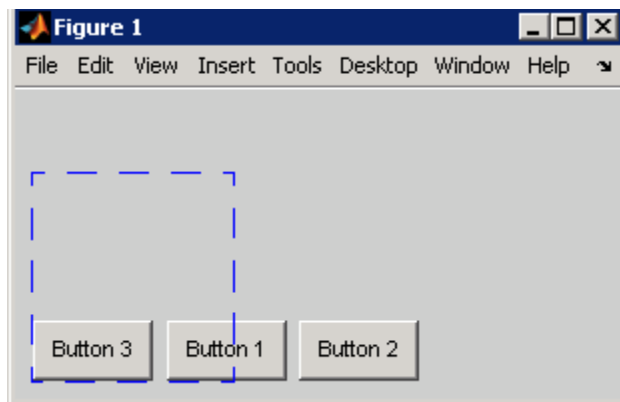 Figure 1
File Edit View Insert Tools Desktop Window Help
Button 3 Button 1 Button 2